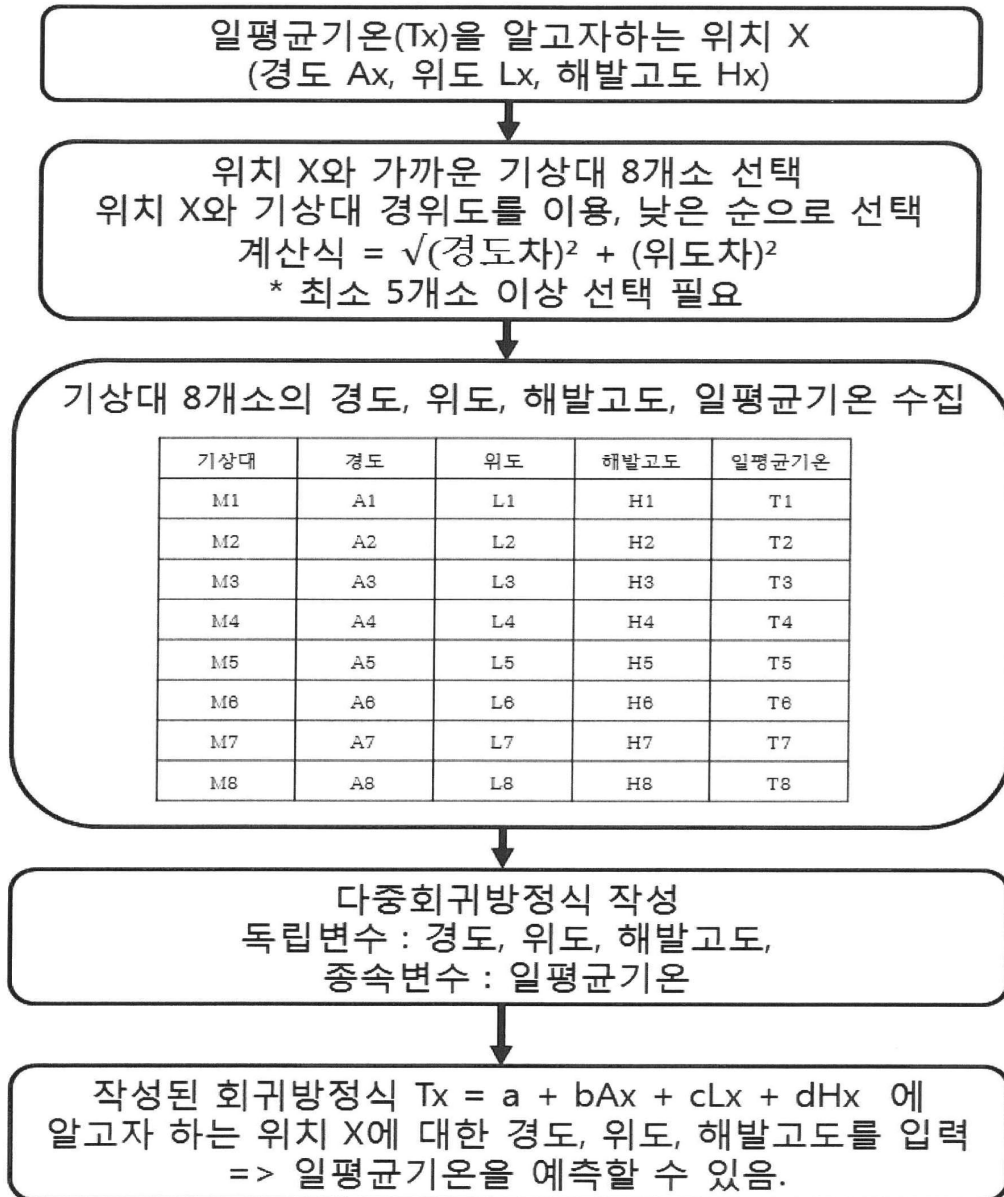 일평균기온(Tx)을 알고자하는 위치 X
(경도 Ax, 위도 Lx, 해발고도 Hx)
위치 X와 가까운 기상대 8개소 선택
위치 X와 기상대 경위도를 이용, 낮은 순으로 선택
계산식 = √(경도차)² + (위도차)²
* 최소 5개소 이상 선택 필요
기상대 8개소의 경도, 위도, 해발고도, 일평균기온 수집
기상대 경도 위도 해발고도 일평균기온
M1 A1 L1 H1 T1
M2 A2 L2 H2 T2
M3 A3 L3 H3 T3
M4 A4 L4 H4 T4
M5 A5 L5 H5 T5
M6 A6 L6 H6 T6
M7 A7 L7 H7 T7
M8 A8 L8 H8 T8
다중회귀방정식 작성
독립변수 : 경도, 위도, 해발고도,
종속변수 : 일평균기온
작성된 회귀방정식 Tx = a + bAx + cLx + dHx 에
알고자 하는 위치 X에 대한 경도, 위도, 해발고도를 입력
=> 일평균기온을 예측할 수 있음.